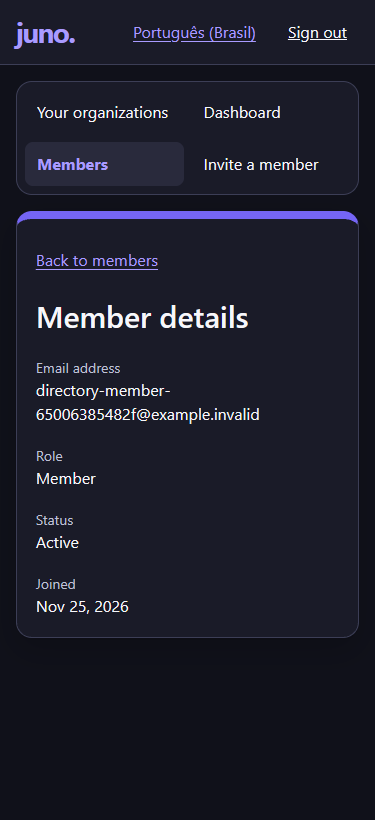 juno.
Português (Brasil)
Sign out
Your organizations
Dashboard
Members
Invite a member
Back to members
Member details
Email address
directory-member-
65006385482f@example.invalid
Role
Member
Status
Active
Joined
Nov 25, 2026